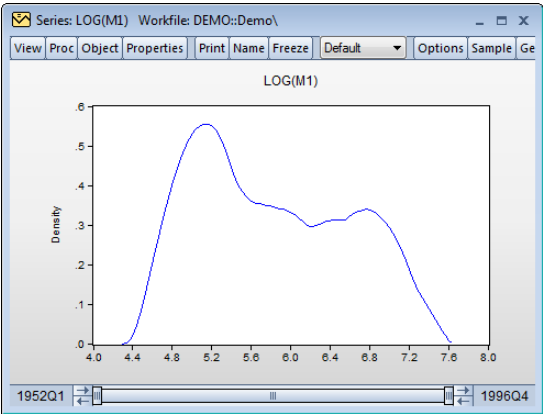 Series: LOG(M1) Workfile: DEMO::Demo\
View Proc Object Properties Print Name Freeze Default Options Sample Ge
LOG(M1)
.6
.5
.4
.3
.2
.1
.0
Density
4.0 4.4 4.8 5.2 5.6 6.0 6.4 6.8 7.2 7.6 8.0
1952Q1 1996Q4